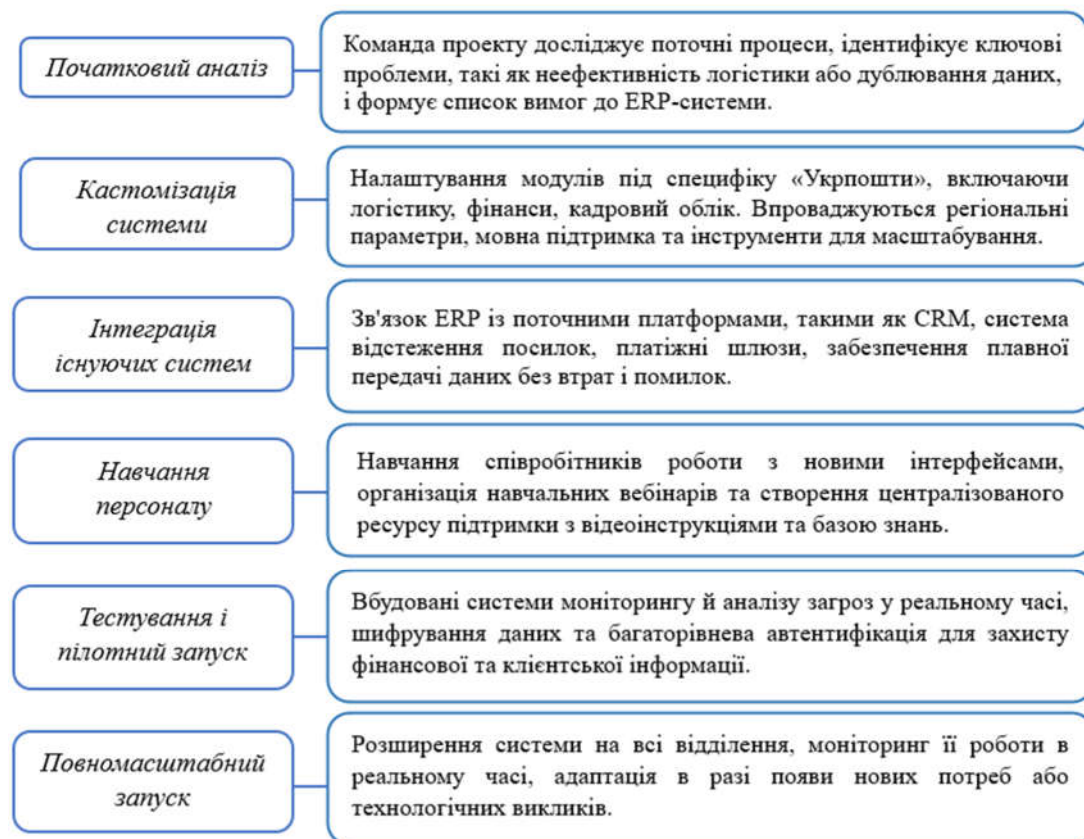 Початковий аналіз
Команда проекту досліджує поточні процеси, ідентифікує ключові
проблеми, такі як неефективність логістики або дублювання даних,
і формує список вимог до ERP-системи.
Кастомізація
системи
Налаштування модулів під специфіку «Укрпошти», включаючи
логістику, фінанси, кадровий облік. Впроваджуються регіональні
параметри, мовна підтримка та інструменти для масштабування.
Інтеграція
існуючих систем
Зв'язок ERP із поточними платформами, такими як CRM, система
відстеження посилок, платіжні шлюзи, забезпечення плавної
передачі даних без втрат і помилок.
Навчання
персоналу
Навчання співробітників роботи з новими інтерфейсами,
організація навчальних вебінарів та створення централізованого
ресурсу підтримки з відеоінструкціями та базою знань.
Тестування і
пілотний запуск
Вбудовані системи моніторингу й аналізу загроз у реальному часі,
шифрування даних та багаторівнева автентифікація для захисту
фінансової та клієнтської інформації.
Повномасштабний
запуск
Розширення системи на всі відділення, моніторинг її роботи в
реальному часі, адаптація в разі появи нових потреб або
технологічних викликів.